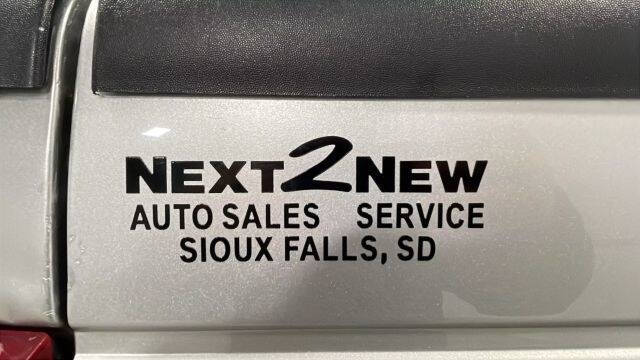 NEXT2NEW
AUTO SALES SERVICE
SIOUX FALLS, SD